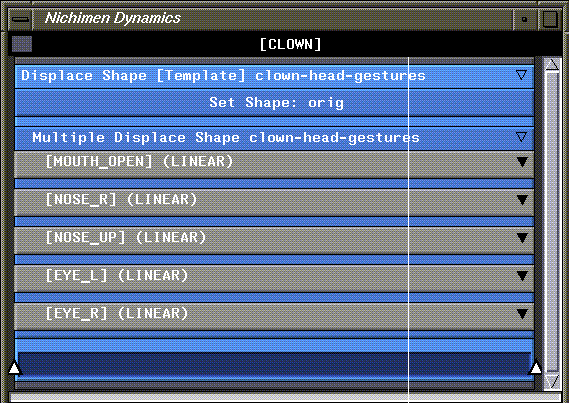 Nichimen Dynamics
[CLOWN]
Displace Shape [Template] clown-head-gestures
Set Shape: orig
Multiple Displace Shape clown-head-gestures
[MOUTH_OPEN] (LINEAR)
[NOSE_R] (LINEAR)
[NOSE_UP] (LINEAR)
[EYE_L] (LINEAR)
[EYE_R] (LINEAR)